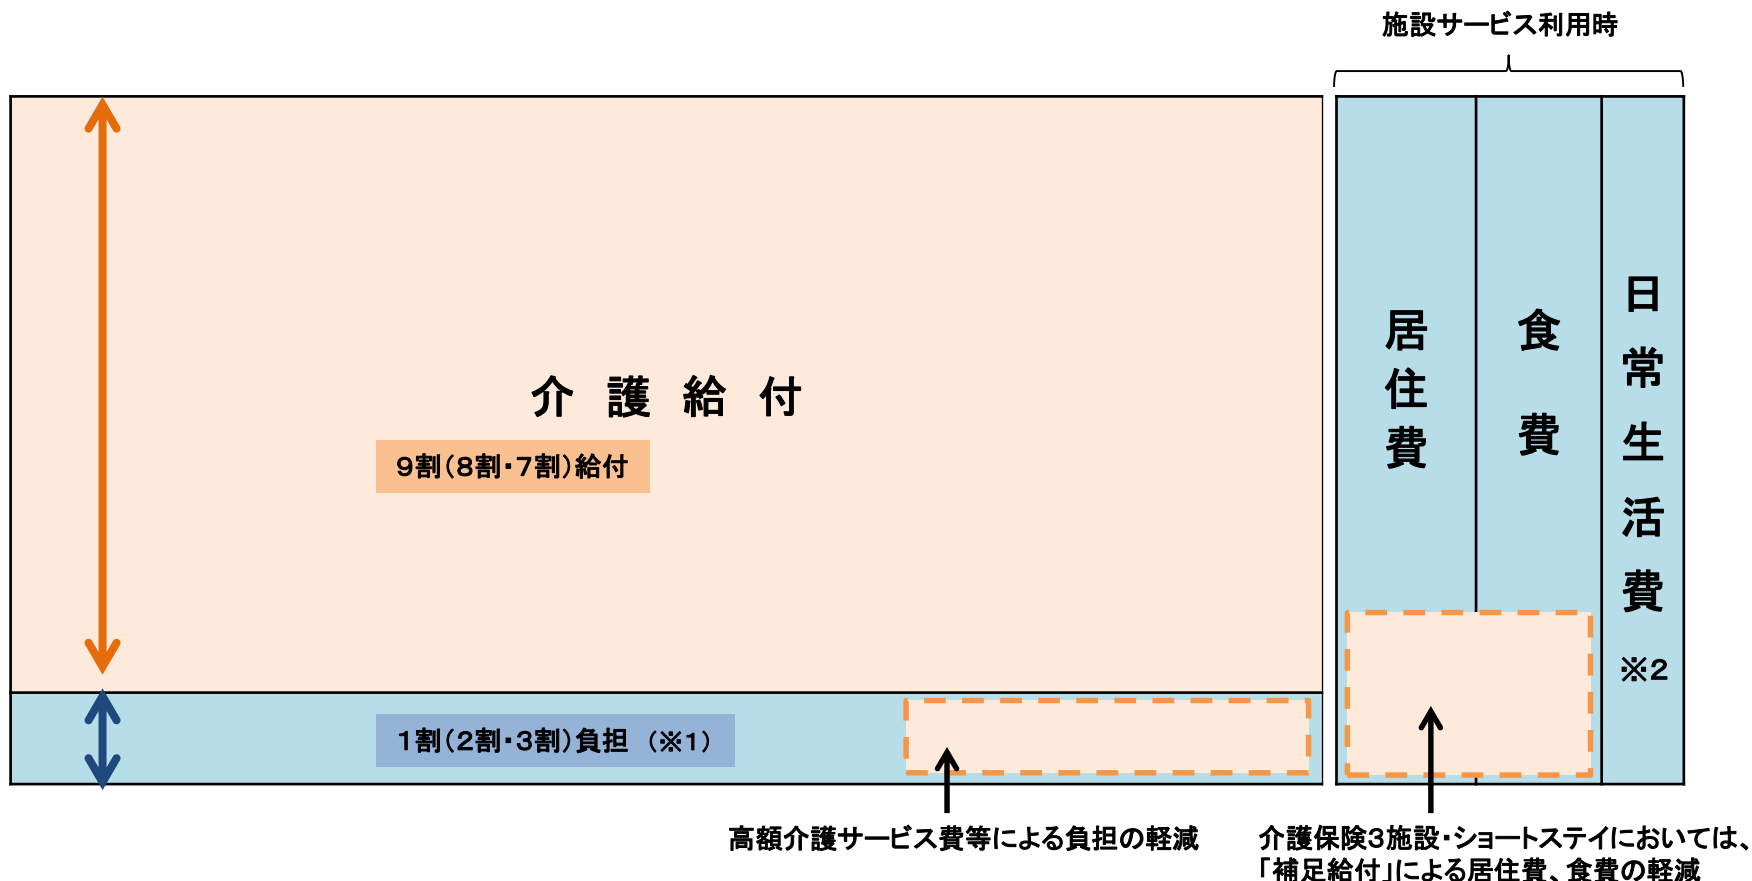 施設サービス利用時
介護給付
9割(8割・7割)給付
居住費
食費
日常生活費
※2
1割(2割・3割)負担 (※1)
高額介護サービス費等による負担の軽減
介護保険3施設・ショートステイにおいては、
「補足給付」による居住費、食費の軽減